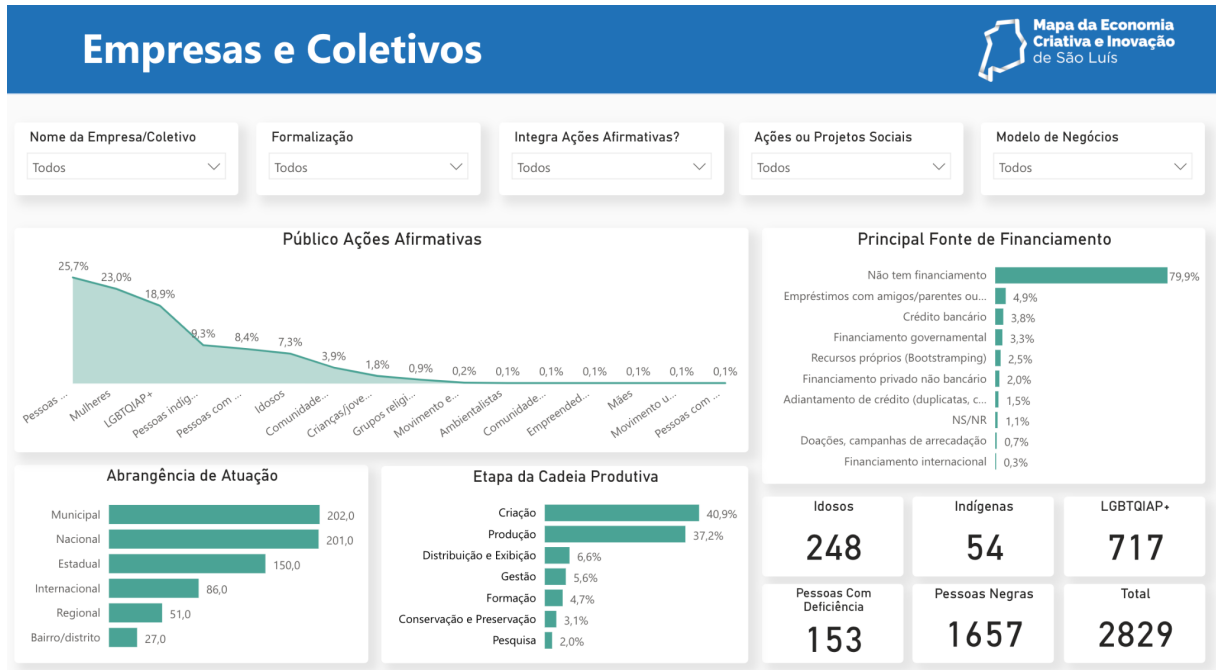 Empresas e Coletivos
Mapa da Economia
Criativa e Inovação
de São Luís
Nome da Empresa/Coletivo
Todos
Formalização
Todos
Integra Ações Afirmativas?
Todos
Ações ou Projetos Sociais
Todos
Modelo de Negócios
Todos
Público Ações Afirmativas
25,7%
23,0%
18,9%
9,3%
8,4%
7,3%
3,9%
1,8%
0,9%
0,2%
0,1%
0,1%
0,1%
0,1%
0,1%
0,1%
Pessoas ...
Mulheres
LGBTQIAP+
Pessoas indíg...
Pessoas com ...
Idosos
Comunidade...
Crianças/jove...
Grupos religi...
Movimento e...
Ambientalistas
Comunidade...
Empreended...
Mães
Movimento u...
Pessoas com ...
Principal Fonte de Financiamento
Não tem financiamento 79,9%
Empréstimos com amigos/parentes ou... 4,9%
Crédito bancário 3,8%
Financiamento governamental 3,3%
Recursos próprios (Bootstramping) 2,5%
Financiamento privado não bancário 2,0%
Adiantamento de crédito (duplicatas, c... 1,5%
NS/NR 1,1%
Doações, campanhas de arrecadação 0,7%
Financiamento internacional 0,3%
Abrangência de Atuação
Municipal 202,0
Nacional 201,0
Estadual 150,0
Internacional 86,0
Regional 51,0
Bairro/distrito 27,0
Etapa da Cadeia Produtiva
Criação 40,9%
Produção 37,2%
Distribuição e Exibição 6,6%
Gestão 5,6%
Formação 4,7%
Conservação e Preservação 3,1%
Pesquisa 2,0%
Idosos
248
Indígenas
54
LGBTQIAP+
717
Pessoas Com
Deficiência
153
Pessoas Negras
1657
Total
2829